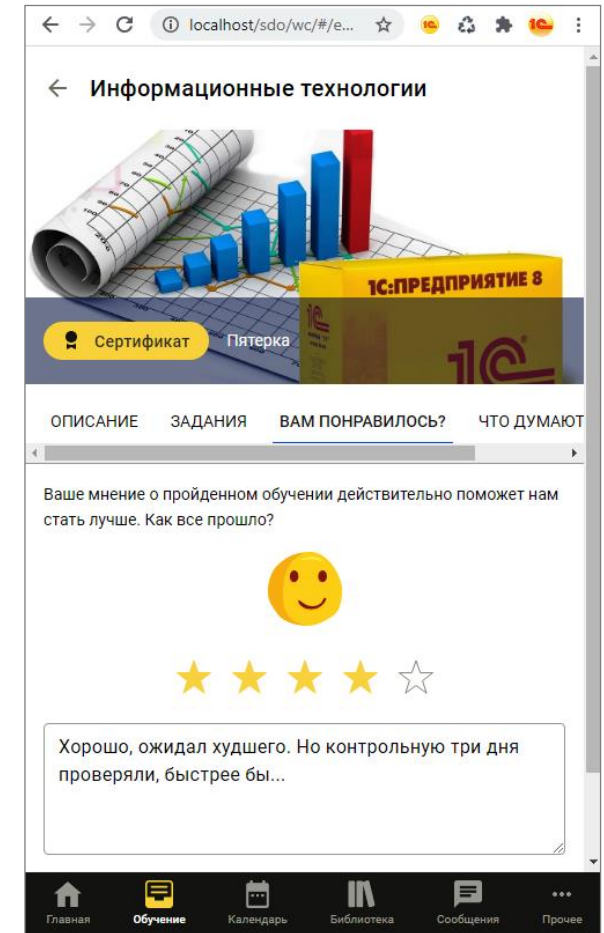 localhost/sdo/wc/#/e...
Информационные технологии
1С:ПРЕДПРИЯТИЕ 8
1С
1С
Сертификат
Пятерка
ОПИСАНИЕ ЗАДАНИЯ ВАМ ПОНРАВИЛОСЬ? ЧТО ДУМАЮТ
Ваше мнение о пройденном обучении действительно поможет нам
стать лучше. Как все прошло?
Хорошо, ожидал худшего. Но контрольную три дня
проверяли, быстрее бы...
Главная Обучение Календарь Библиотека Сообщения Прочее